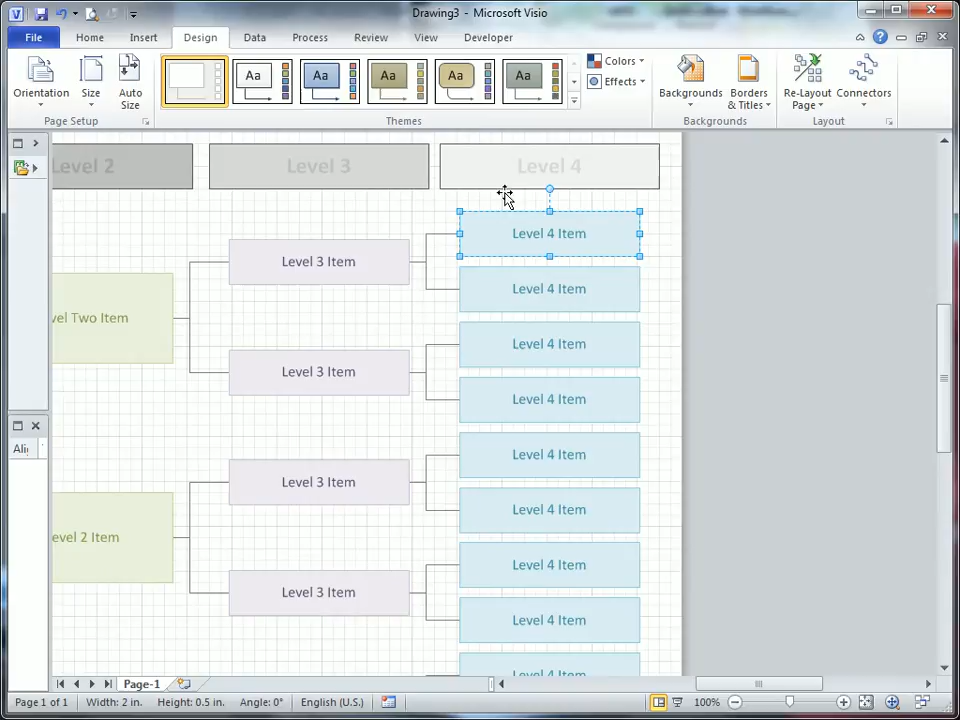 Drawing3 - Microsoft Visio
File Home Insert Design Data Process Review View Developer
Orientation Size Auto Size
Aa Aa Aa Aa Aa
Colors
Effects
Backgrounds Borders & Titles
Re-Layout Page Connectors
Page Setup Themes Backgrounds Layout
Level 2 Level 3 Level 4
Level 4 Item
Level 3 Item
Level 4 Item
vel Two Item
Level 4 Item
Level 3 Item
Level 4 Item
Ali
Level 4 Item
Level 3 Item
Level 4 Item
evel 2 Item
Level 4 Item
Level 3 Item
Level 4 Item
Level 4 Item
Page-1
Page 1 of 1 Width: 2 in. Height: 0.5 in. Angle: 0° English (U.S.) 100%